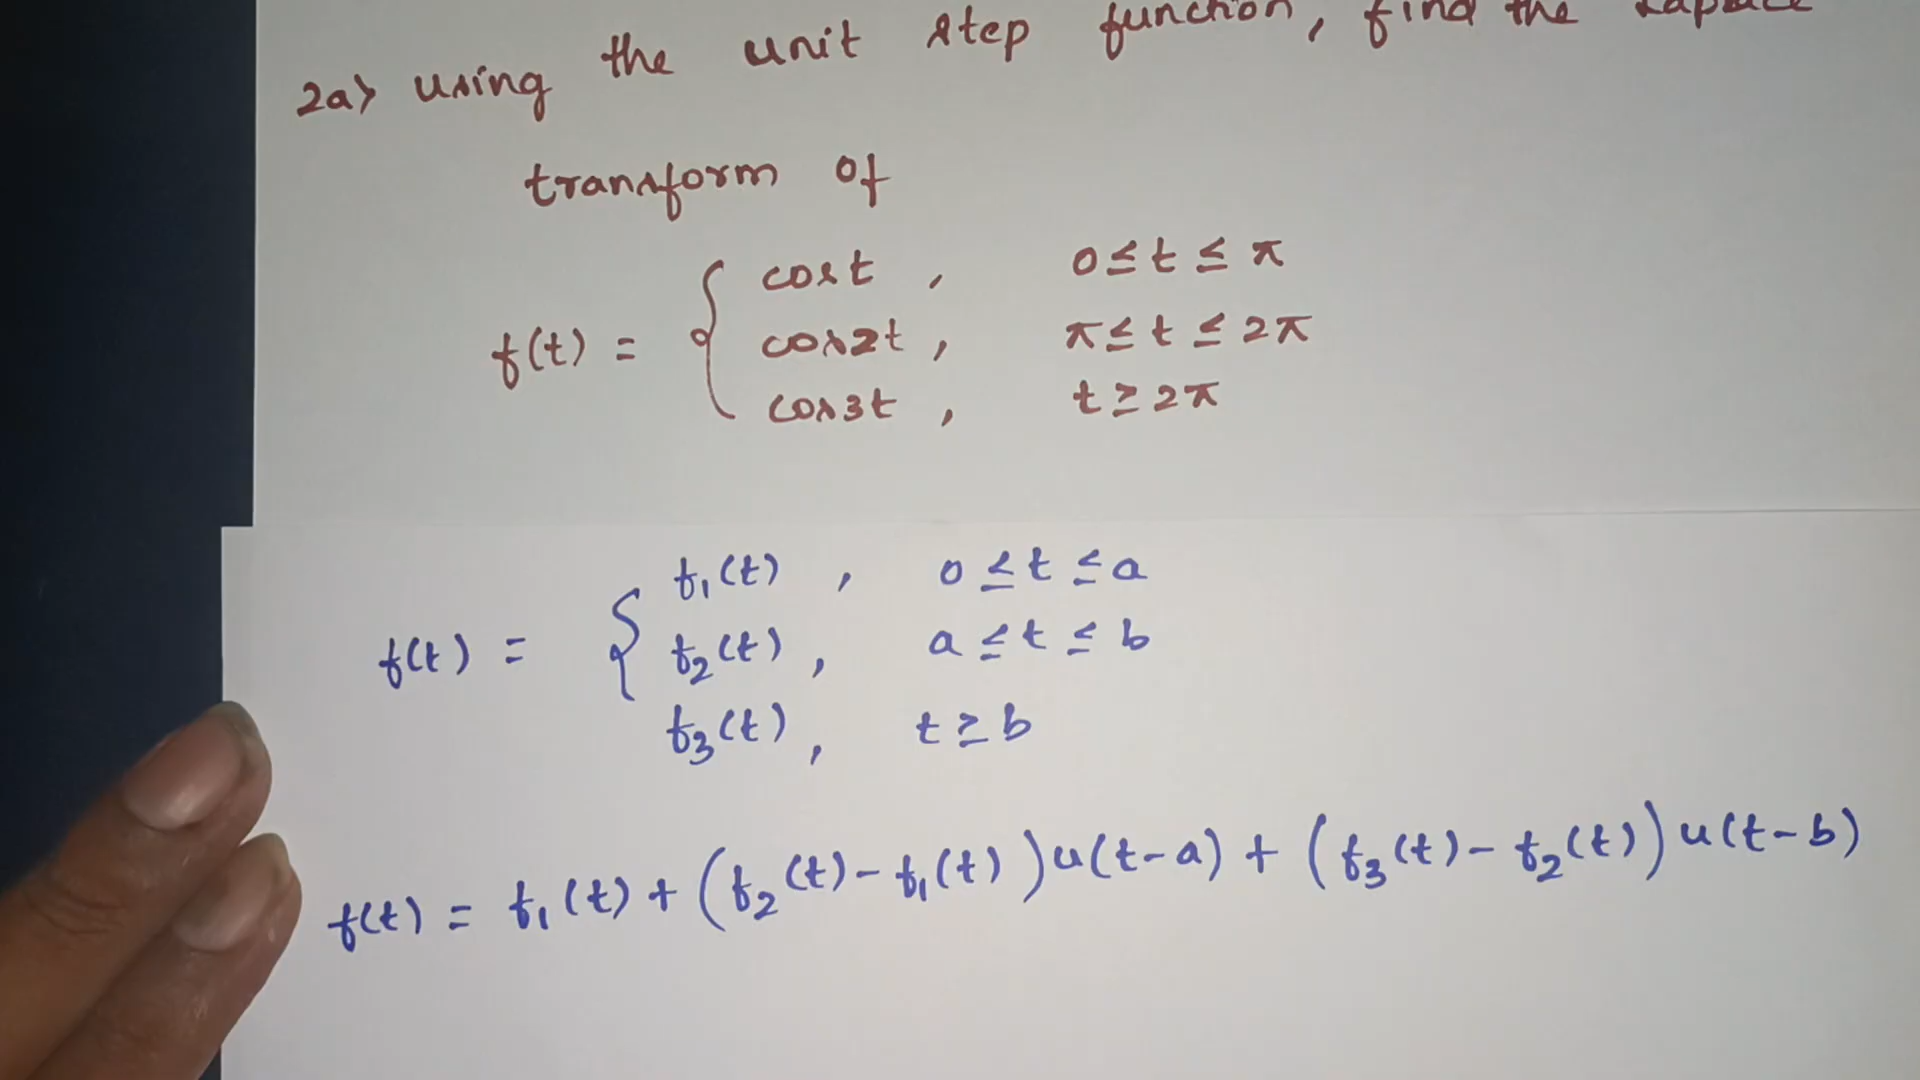 2a) using the unit step function, find the Laplace
transform of
f(t) = { cost , 0 ≤ t ≤ π
cos2t , π ≤ t ≤ 2π
cos3t , t ≥ 2π
f(t) = { f₁(t) , 0 ≤ t ≤ a
f₂(t) , a ≤ t ≤ b
f₃(t) , t ≥ b
f(t) = f₁(t) + (f₂(t) - f₁(t)) u(t-a) + (f₃(t) - f₂(t)) u(t-b)